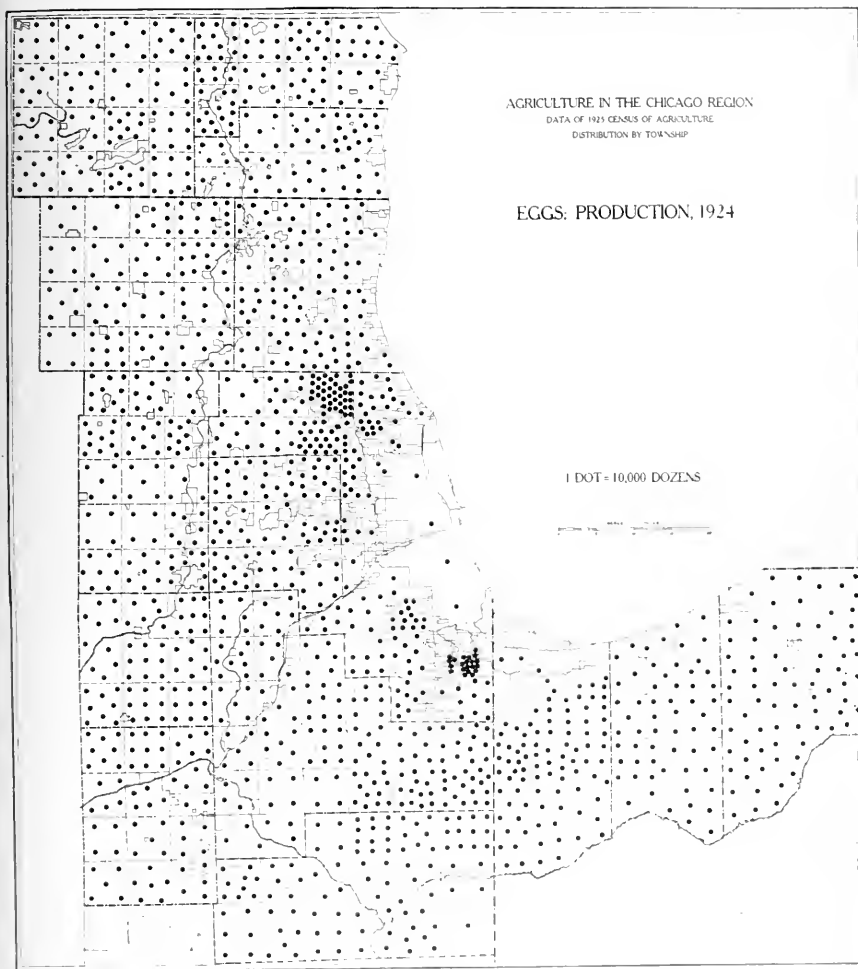 AGRICULTURE IN THE CHICAGO REGION
DATA OF 1925 CENSUS OF AGRICULTURE
DISTRIBUTION BY TOWNSHIP
EGGS: PRODUCTION, 1924
1 DOT = 10,000 DOZENS